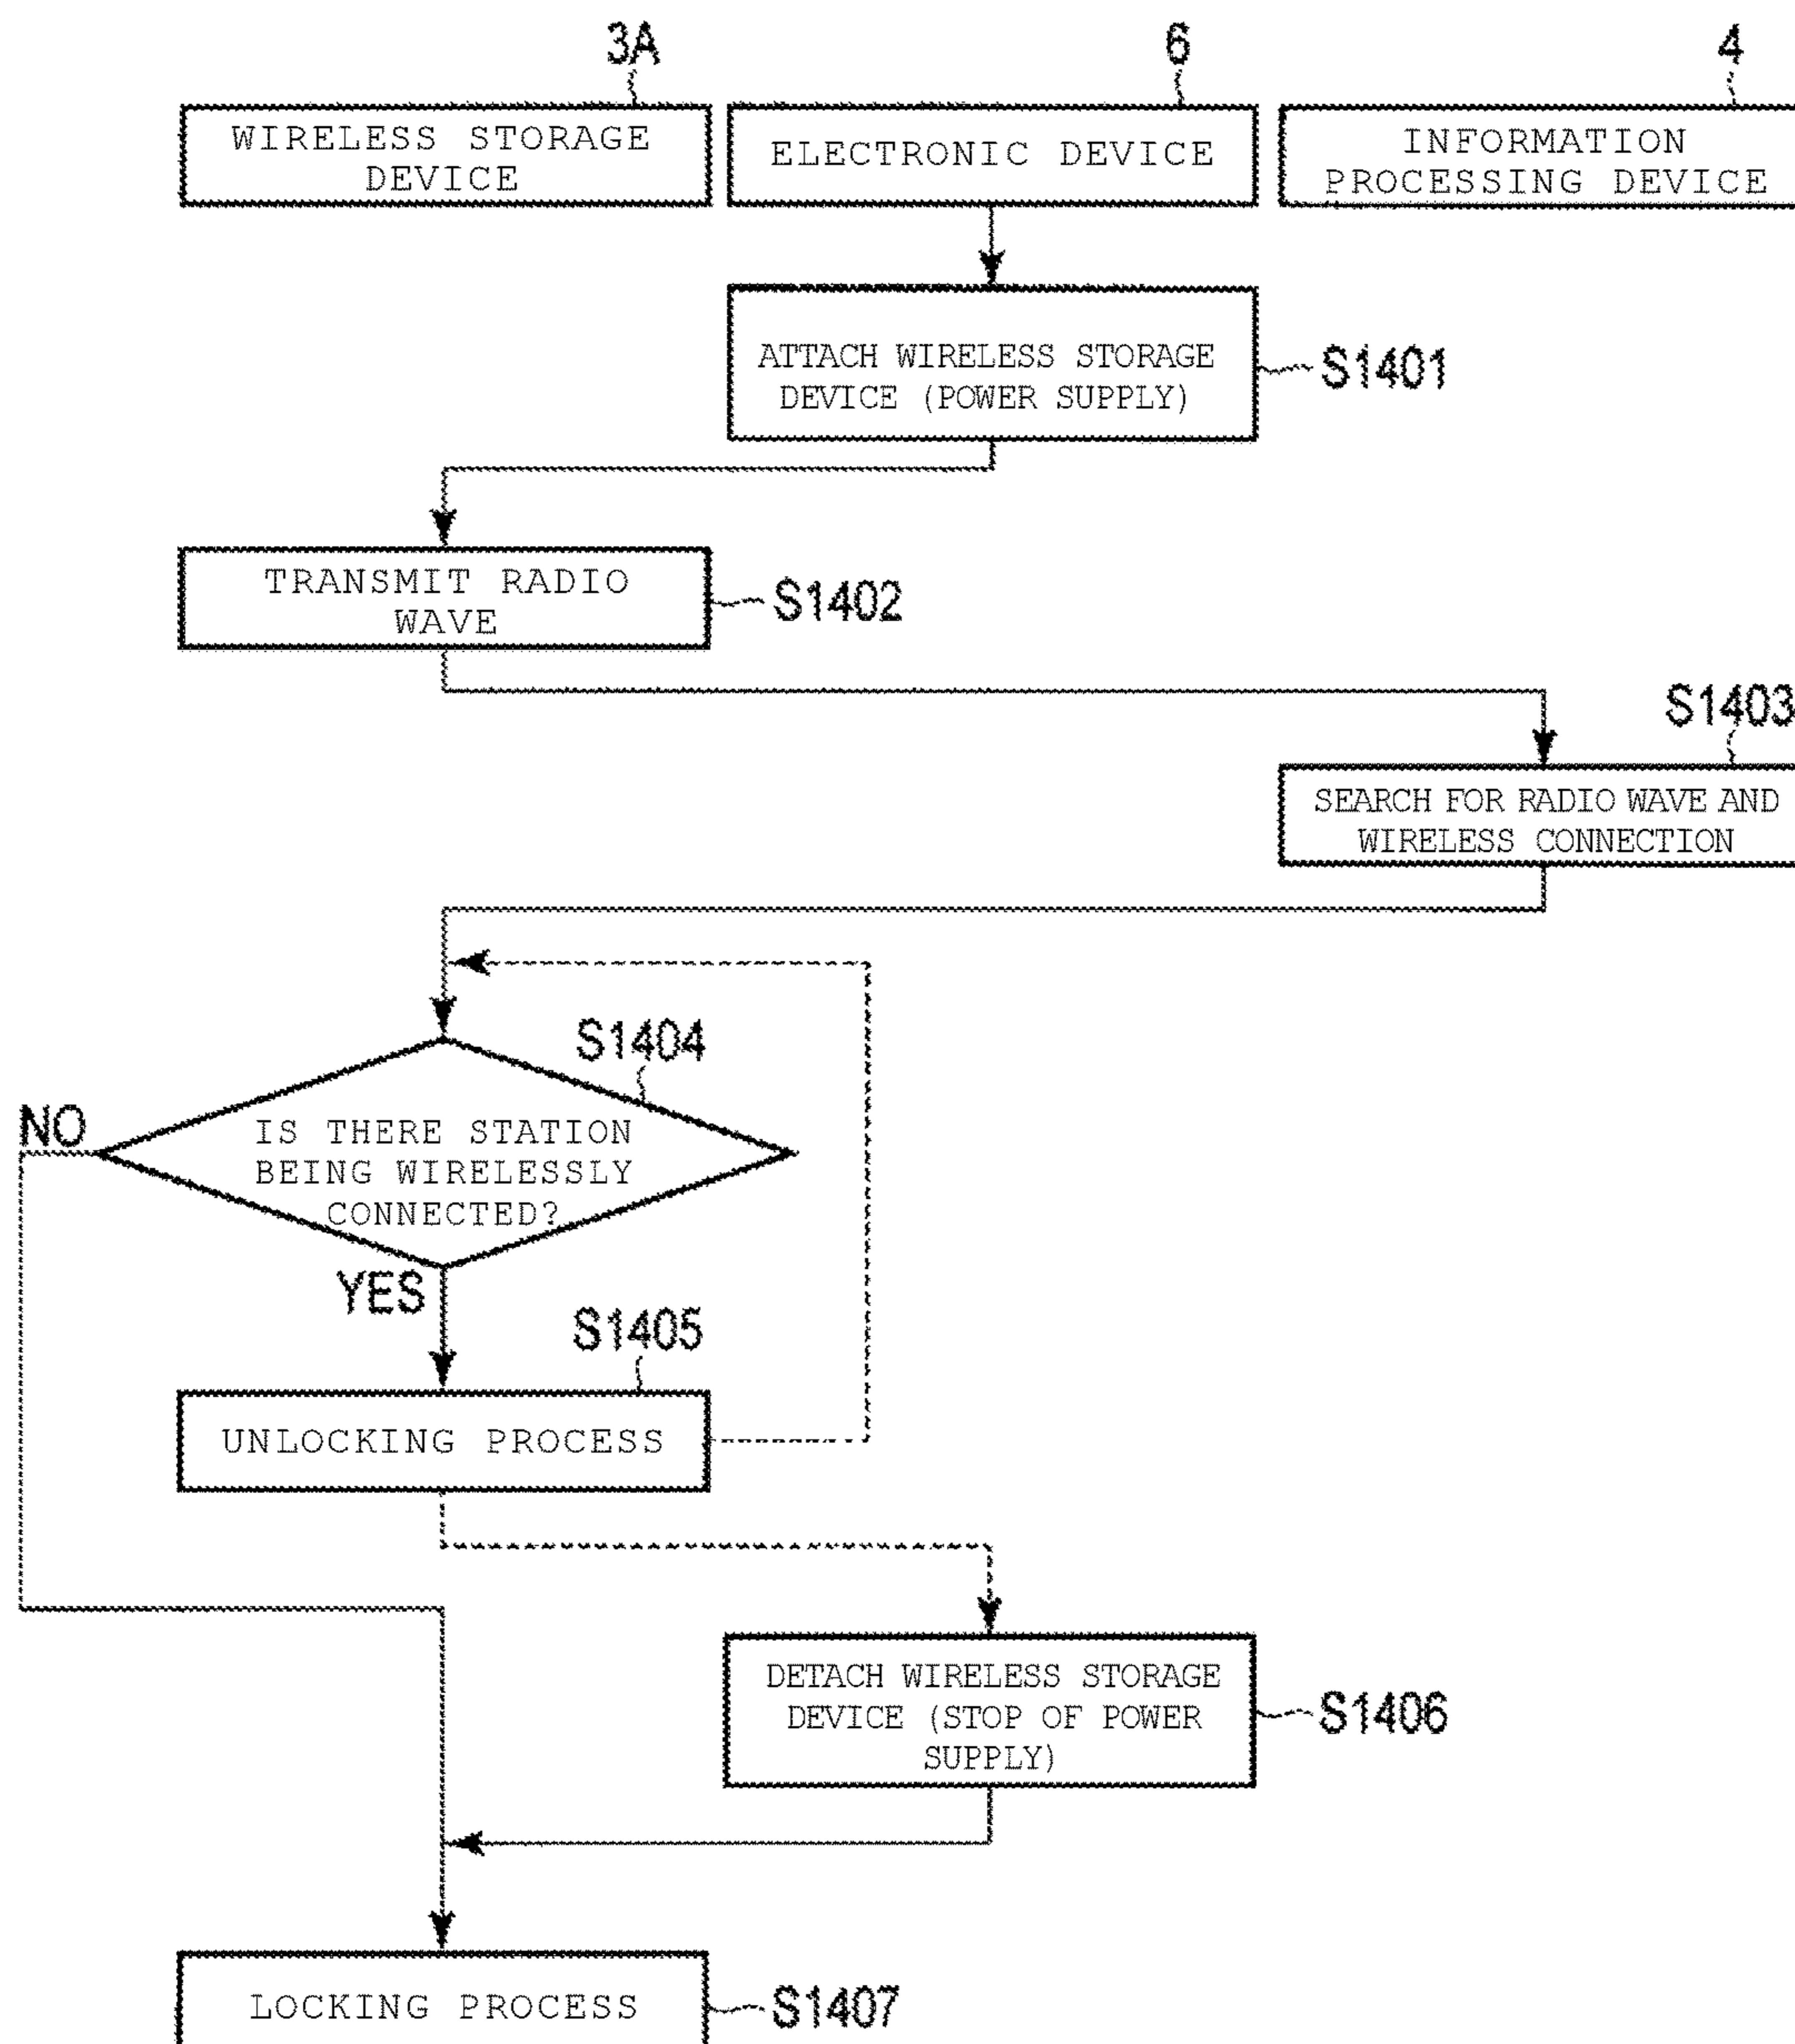 3A
6
4
WIRELESS STORAGE
DEVICE
ELECTRONIC DEVICE
INFORMATION
PROCESSING DEVICE
ATTACH WIRELESS STORAGE
DEVICE (POWER SUPPLY)
S1401
TRANSMIT RADIO
WAVE
S1402
S1403
SEARCH FOR RADIO WAVE AND
WIRELESS CONNECTION
S1404
NO
IS THERE STATION
BEING WIRELESSLY
CONNECTED?
YES
S1405
UNLOCKING PROCESS
DETACH WIRELESS STORAGE
DEVICE (STOP OF POWER
SUPPLY)
S1406
LOCKING PROCESS
S1407